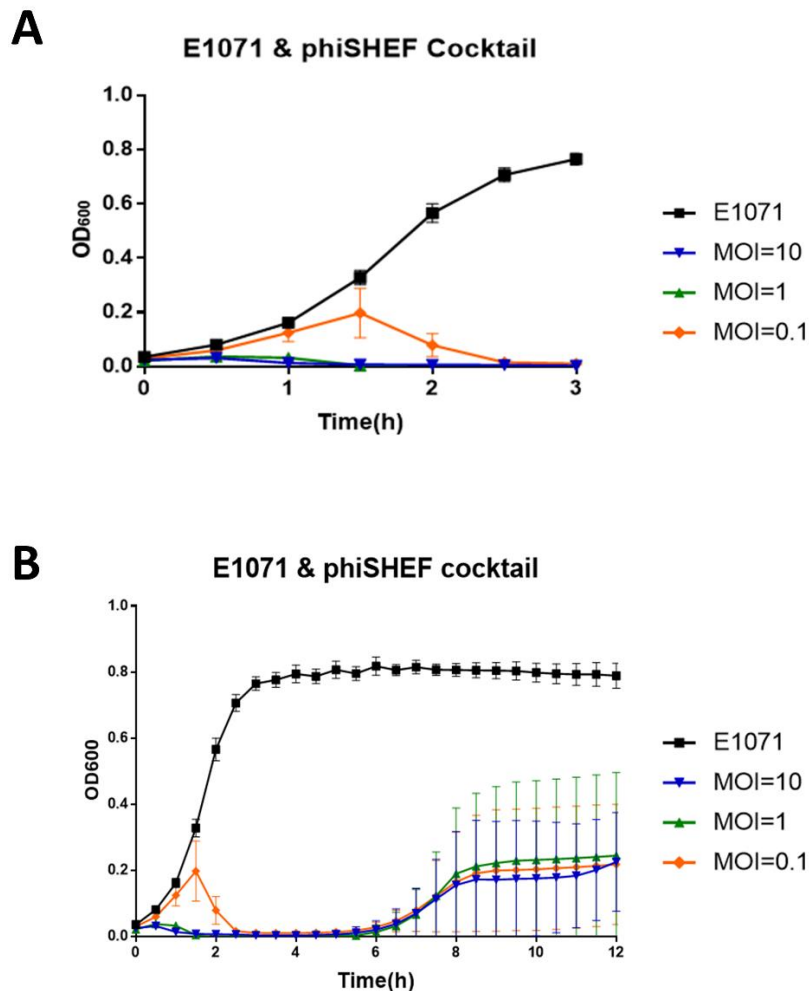 A
E1071 & phiSHEF Cocktail
1.0
0.8
0.6
0.4
0.2
0.0
OD600
0 1 2 3
Time(h)
E1071
MOI=10
MOI=1
MOI=0.1
B
E1071 & phiSHEF cocktail
1.0
0.8
0.6
0.4
0.2
0.0
OD600
0 2 4 6 8 10 12
Time(h)
E1071
MOI=10
MOI=1
MOI=0.1